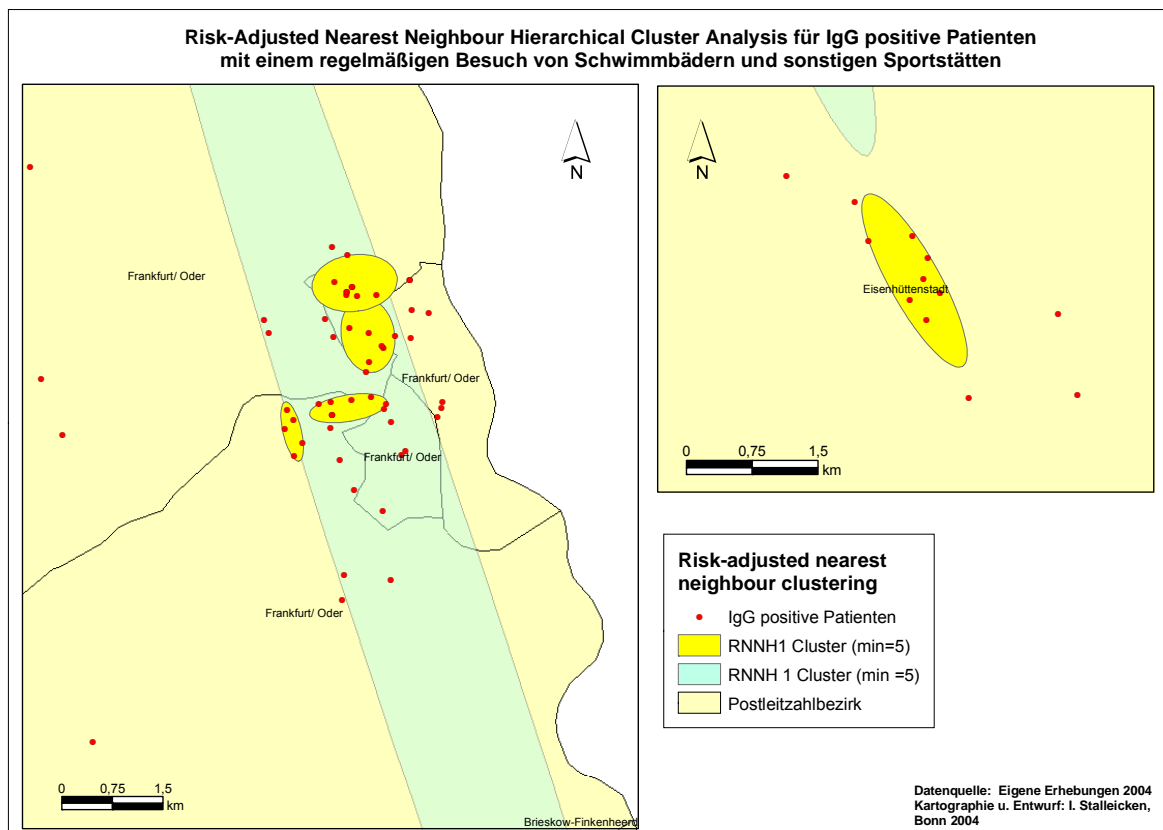 Risk-Adjusted Nearest Neighbour Hierarchical Cluster Analysis für IgG positive Patienten
mit einem regelmäßigen Besuch von Schwimmbädern und sonstigen Sportstätten
N
Frankfurt/ Oder
Frankfurt/ Oder
Frankfurt/ Oder
Frankfurt/ Oder
0 0,75 1,5
km
Brieskow-Finkenheerd
N
Eisenhüttenstadt
0 0,75 1,5
km
Risk-adjusted nearest
neighbour clustering
IgG positive Patienten
RNNH1 Cluster (min=5)
RNNH 1 Cluster (min =5)
Postleitzahlbezirk
Datenquelle: Eigene Erhebungen 2004
Kartographie u. Entwurf: I. Stalleicken,
Bonn 2004